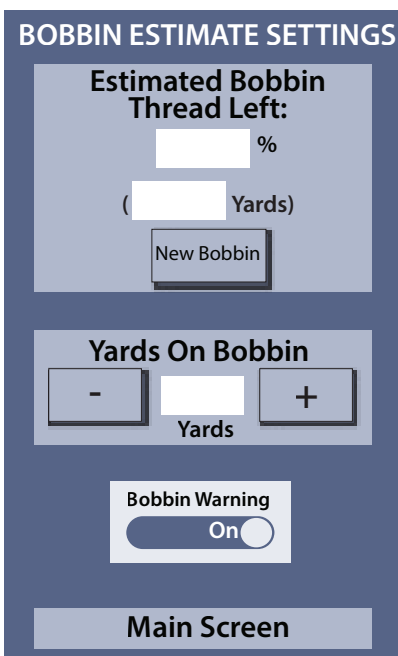 BOBBIN ESTIMATE SETTINGS
Estimated Bobbin
Thread Left:
%
( Yards)
New Bobbin
Yards On Bobbin
- +
Yards
Bobbin Warning
On
Main Screen